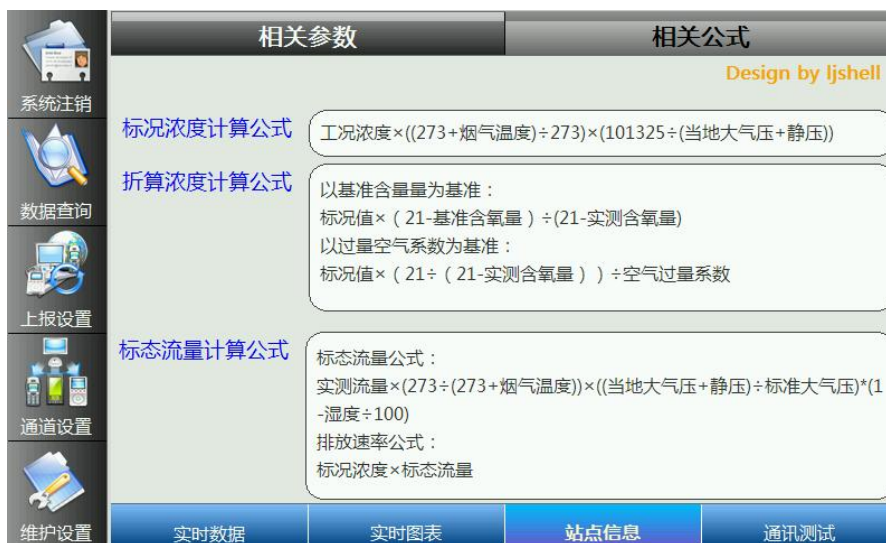 相关参数
相关公式
Design by ljshell
系统注销
数据查询
上报设置
通道设置
维护设置
标况浓度计算公式
工况浓度×((273+烟气温度)÷273)×(101325÷(当地大气压+静压))
折算浓度计算公式
以基准含量量为基准：
标况值×（21-基准含氧量）÷(21-实测含氧量)
以过量空气系数为基准：
标况值×（21÷（21-实测含氧量））÷空气过量系数
标态流量计算公式
标态流量公式：
实测流量×(273÷(273+烟气温度))×((当地大气压+静压)÷标准大气压)*(1
-湿度÷100)
排放速率公式：
标况浓度×标态流量
实时数据
实时图表
站点信息
通讯测试